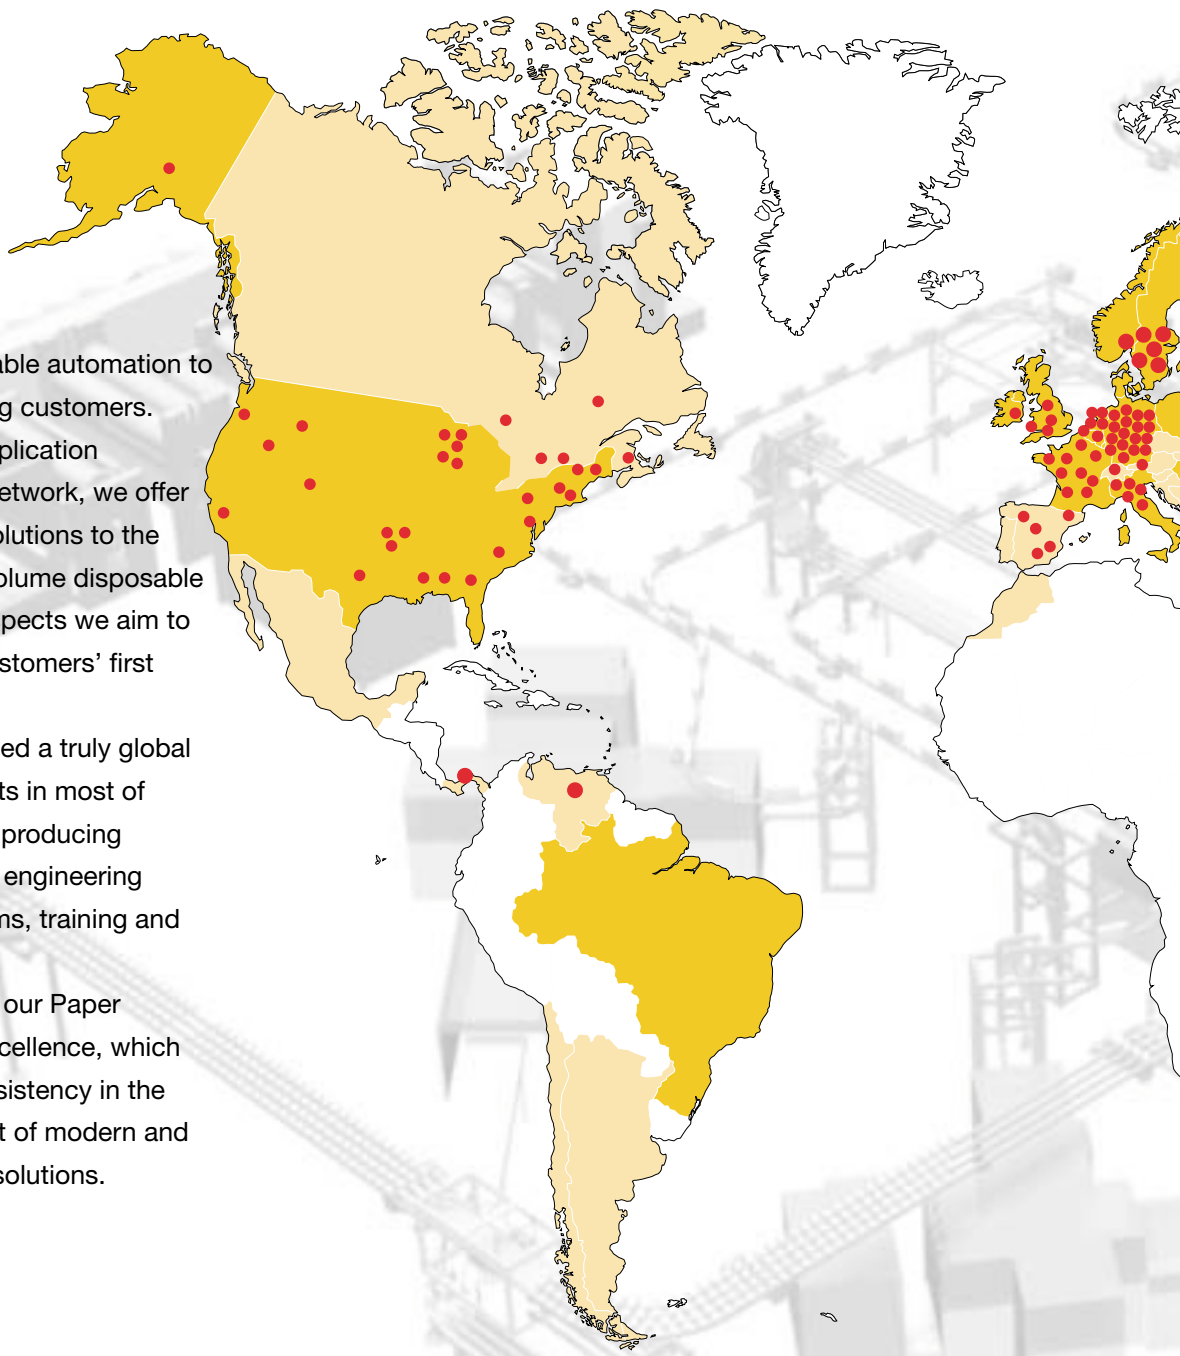 able automation to
g customers.
plication
etwork, we offer
olutions to the
olume disposable
pects we aim to
stomers’ first
ed a truly global
ts in most of
producing
engineering
ns, training and
our Paper
cellence, which
sistency in the
t of modern and
solutions.